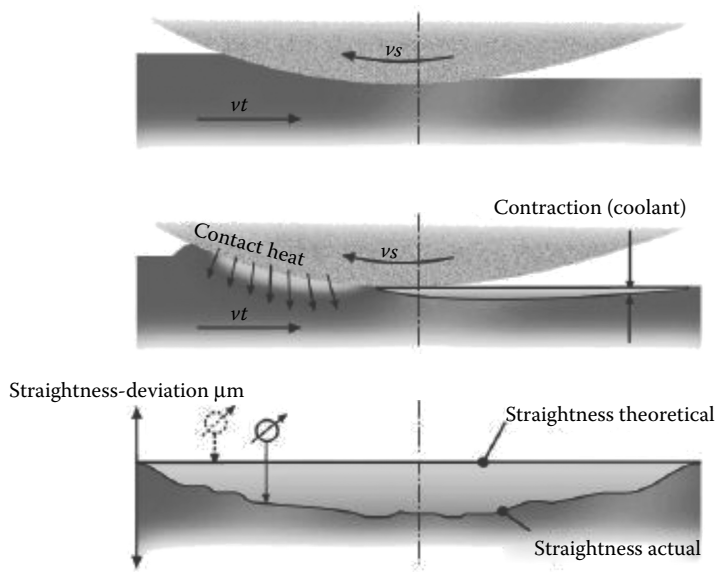 vs
vt
Contraction (coolant)
Contact heat
vs
vt
Straightness-deviation μm
Straightness theoretical
Straightness actual